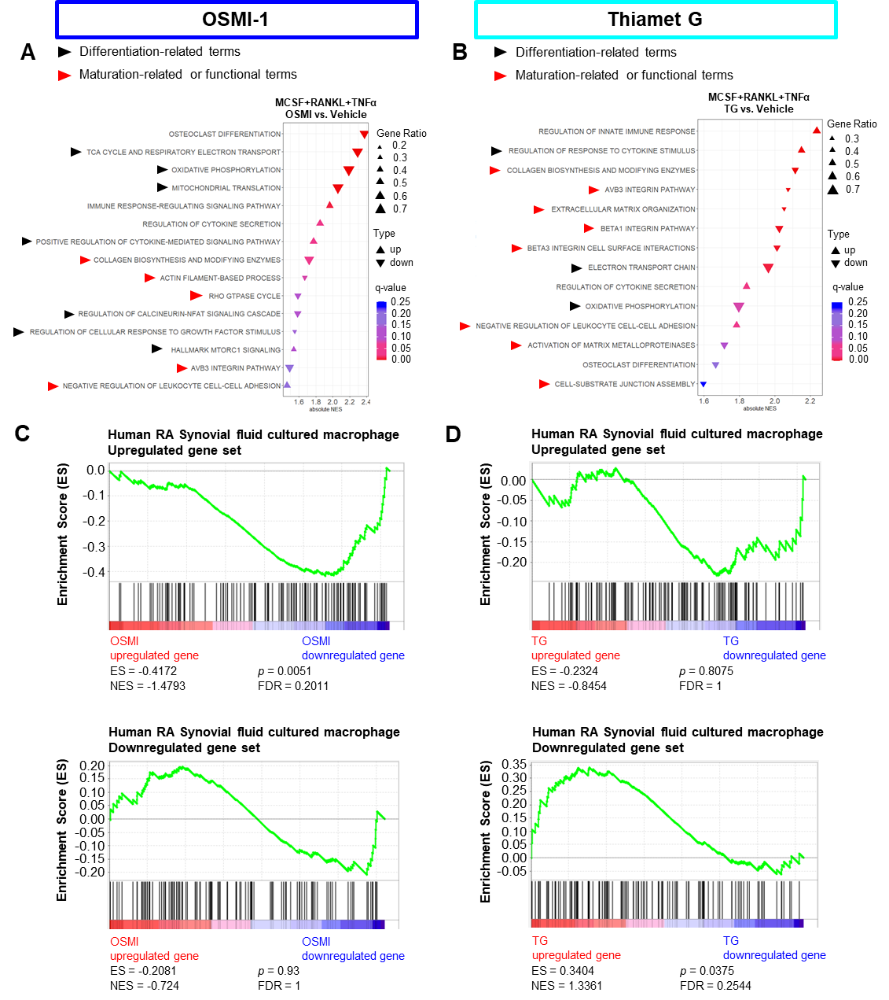 OSMI-1
Thiamet G
A
Differentiation-related terms
Maturation-related or functional terms
MCSF+RANKL+TNFα
OSMI vs. Vehicle
OSTEOCLAST DIFFERENTIATION
TCA CYCLE AND RESPIRATORY ELECTRON TRANSPORT
OXIDATIVE PHOSPHORYLATION
MITOCHONDRIAL TRANSLATION
IMMUNE RESPONSE-REGULATING SIGNALING PATHWAY
REGULATION OF CYTOKINE SECRETION
POSITIVE REGULATION OF CYTOKINE-MEDIATED SIGNALING PATHWAY
COLLAGEN BIOSYNTHESIS AND MODIFYING ENZYMES
ACTIN FILAMENT-BASED PROCESS
RHO GTPASE CYCLE
REGULATION OF CALCINEURIN-NFAT SIGNALING CASCADE
REGULATION OF CELLULAR RESPONSE TO GROWTH FACTOR STIMULUS
HALLMARK MTORC1 SIGNALING
AVB3 INTEGRIN PATHWAY
NEGATIVE REGULATION OF LEUKOCYTE CELL-CELL ADHESION
1.6 1.8 2.0 2.2 2.4
absolute NES
Gene Ratio
0.2
0.3
0.4
0.5
0.6
0.7
Type
up
down
q-value
0.25
0.20
0.15
0.10
0.05
0.00
B
Differentiation-related terms
Maturation-related or functional terms
MCSF+RANKL+TNFα
TG vs. Vehicle
REGULATION OF INNATE IMMUNE RESPONSE
REGULATION OF RESPONSE TO CYTOKINE STIMULUS
COLLAGEN BIOSYNTHESIS AND MODIFYING ENZYMES
AVB3 INTEGRIN PATHWAY
EXTRACELLULAR MATRIX ORGANIZATION
BETA1 INTEGRIN PATHWAY
BETA3 INTEGRIN CELL SURFACE INTERACTIONS
ELECTRON TRANSPORT CHAIN
REGULATION OF CYTOKINE SECRETION
OXIDATIVE PHOSPHORYLATION
NEGATIVE REGULATION OF LEUKOCYTE CELL-CELL ADHESION
ACTIVATION OF MATRIX METALLOPROTEINASES
OSTEOCLAST DIFFERENTIATION
CELL-SUBSTRATE JUNCTION ASSEMBLY
1.6 1.8 2.0 2.2
absolute NES
Gene Ratio
0.3
0.4
0.5
0.6
0.7
Type
up
down
q-value
0.25
0.20
0.15
0.10
0.05
0.00
C
Human RA Synovial fluid cultured macrophage
Upregulated gene set
Enrichment Score (ES)
0.0
-0.1
-0.2
-0.3
-0.4
OSMI
upregulated gene
OSMI
downregulated gene
ES = -0.4172
p = 0.0051
NES = -1.4793
FDR = 0.2011
Human RA Synovial fluid cultured macrophage
Downregulated gene set
Enrichment Score (ES)
0.20
0.15
0.10
0.05
0.00
-0.05
-0.10
-0.15
-0.20
OSMI
upregulated gene
OSMI
downregulated gene
ES = -0.2081
p = 0.93
NES = -0.724
FDR = 1
D
Human RA Synovial fluid cultured macrophage
Upregulated gene set
Enrichment Score (ES)
0.00
-0.05
-0.10
-0.15
-0.20
TG
upregulated gene
TG
downregulated gene
ES = -0.2324
p = 0.8075
NES = -0.8454
FDR = 1
Human RA Synovial fluid cultured macrophage
Downregulated gene set
Enrichment Score (ES)
0.35
0.30
0.25
0.20
0.15
0.10
0.05
0.00
-0.05
TG
upregulated gene
TG
downregulated gene
ES = 0.3404
p = 0.0375
NES = 1.3361
FDR = 0.2544